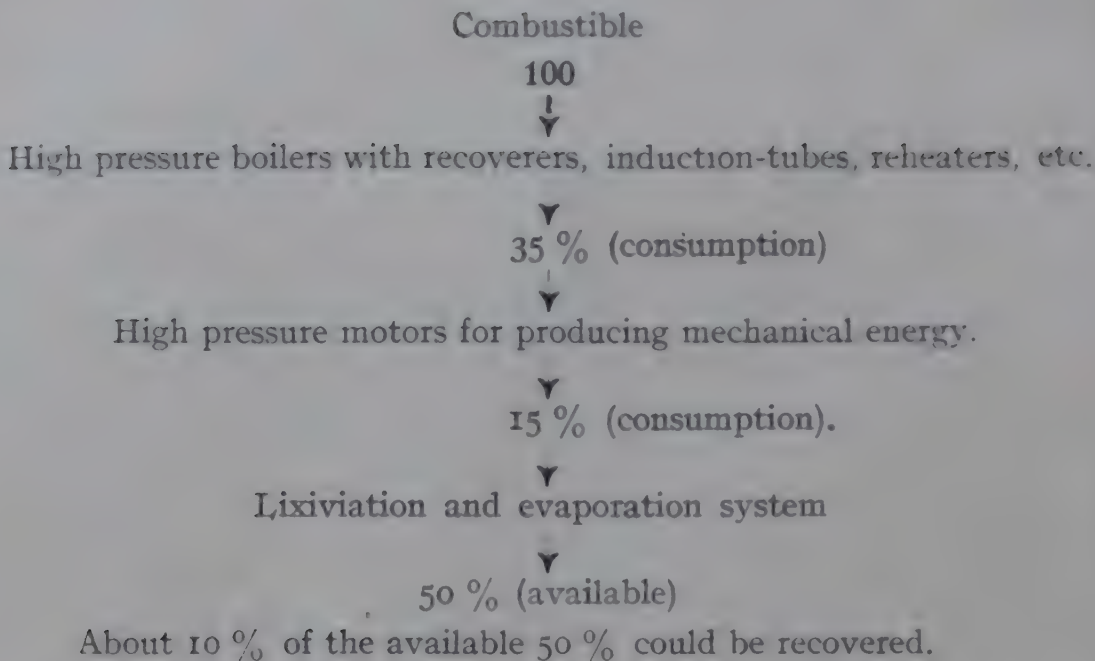 Combustible
100
High pressure boilers with recoverers, induction-tubes, reheaters, etc.
35 % (consumption)
High pressure motors for producing mechanical energy.
15 % (consumption).
Lixiviation and evaporation system
50 % (available)
About 10 % of the available 50 % could be recovered.